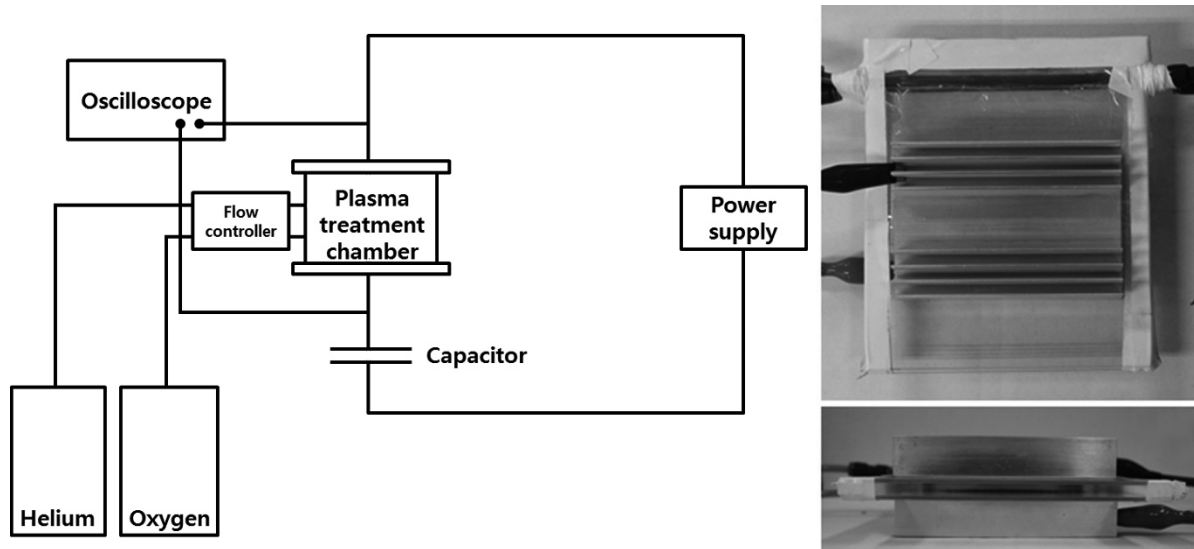 Oscilloscope
Flow
controller
Plasma
treatment
chamber
Power
supply
Capacitor
Helium
Oxygen